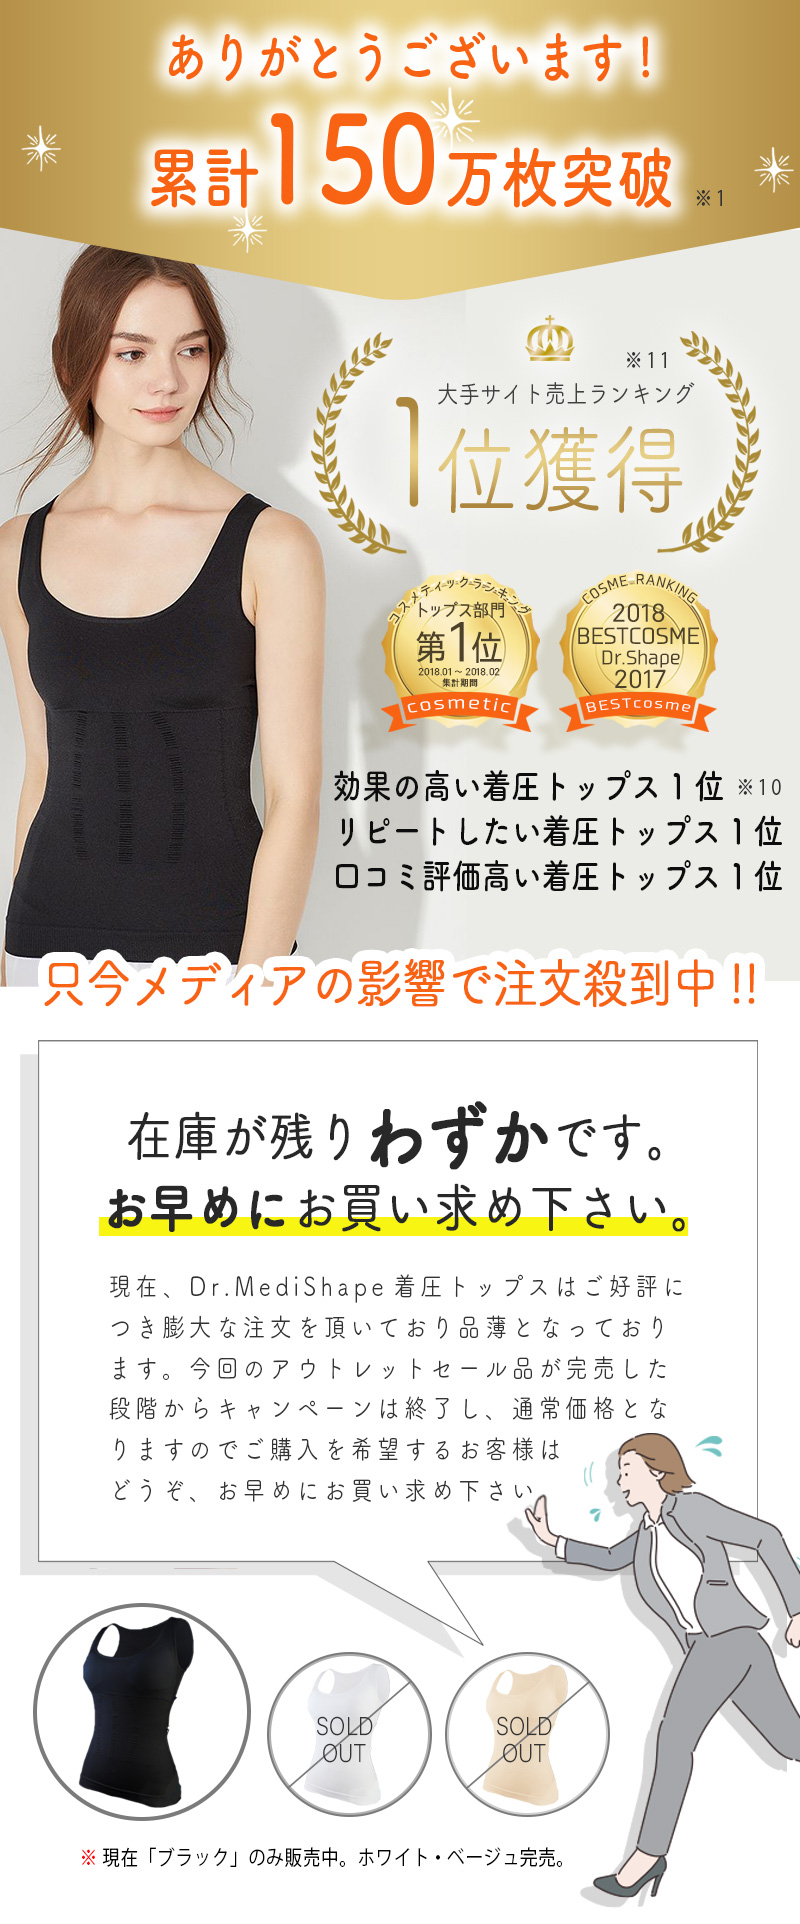 ありがとうございます!
累計150万枚突破 ※1
※11
大手サイト売上ランキング
1位獲得
コスメティックランキング
トップス部門
第1位
2018.01～2018.02
集計期間
cosmetic
COSME RANKING
2018
BESTCOSME
Dr.Shape
2017
BESTcosme
効果の高い着圧トップス1位 ※10
リピートしたい着圧トップス1位
口コミ評価高い着圧トップス1位
只今メディアの影響で注文殺到中!!
在庫が残りわずかです。
お早めにお買い求め下さい。
現在、Dr.MediShape着圧トップスはご好評に
つき膨大な注文を頂いており品薄となっており
ます。今回のアウトレットセール品が完売した
段階からキャンペーンは終了し、通常価格とな
りますのでご購入を希望するお客様は
どうぞ、お早めにお買い求め下さい
SOLD
OUT
SOLD
OUT
※現在「ブラック」のみ販売中。ホワイト・ベージュ完売。